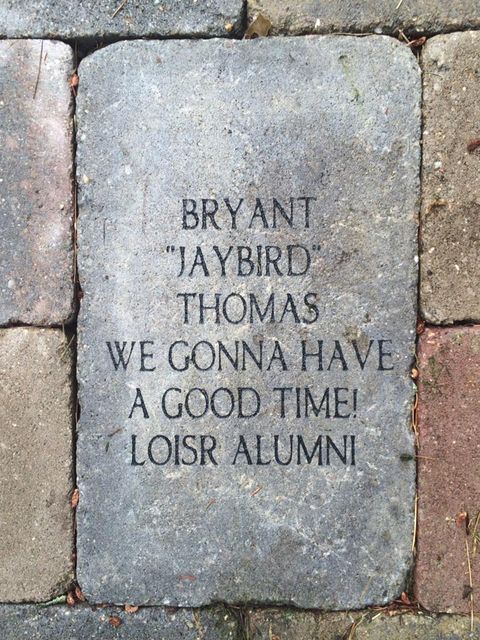 BRYANT
"JAYBIRD"
THOMAS
WE GONNA HAVE
A GOOD TIME!
LOISR ALUMNI